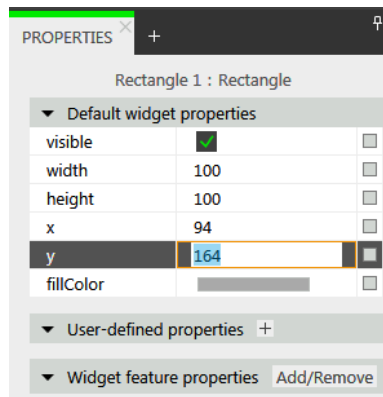 PROPERTIES
Rectangle 1 : Rectangle
Default widget properties
visible
width 100
height 100
x 94
y 164
fillColor
User-defined properties +
Widget feature properties Add/Remove